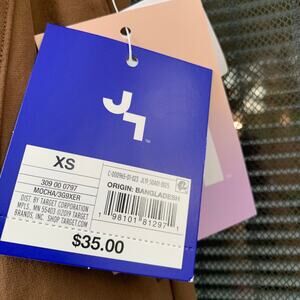 XS
309 00 0797
MOCHA/369XER
DIST. BY TARGET CORPORATION
MPLS, MN 55403 ©2019 TARGET
BRANDS, INC. SHOP TARGET.COM
ORIGIN: BANGLADESH
$35.00